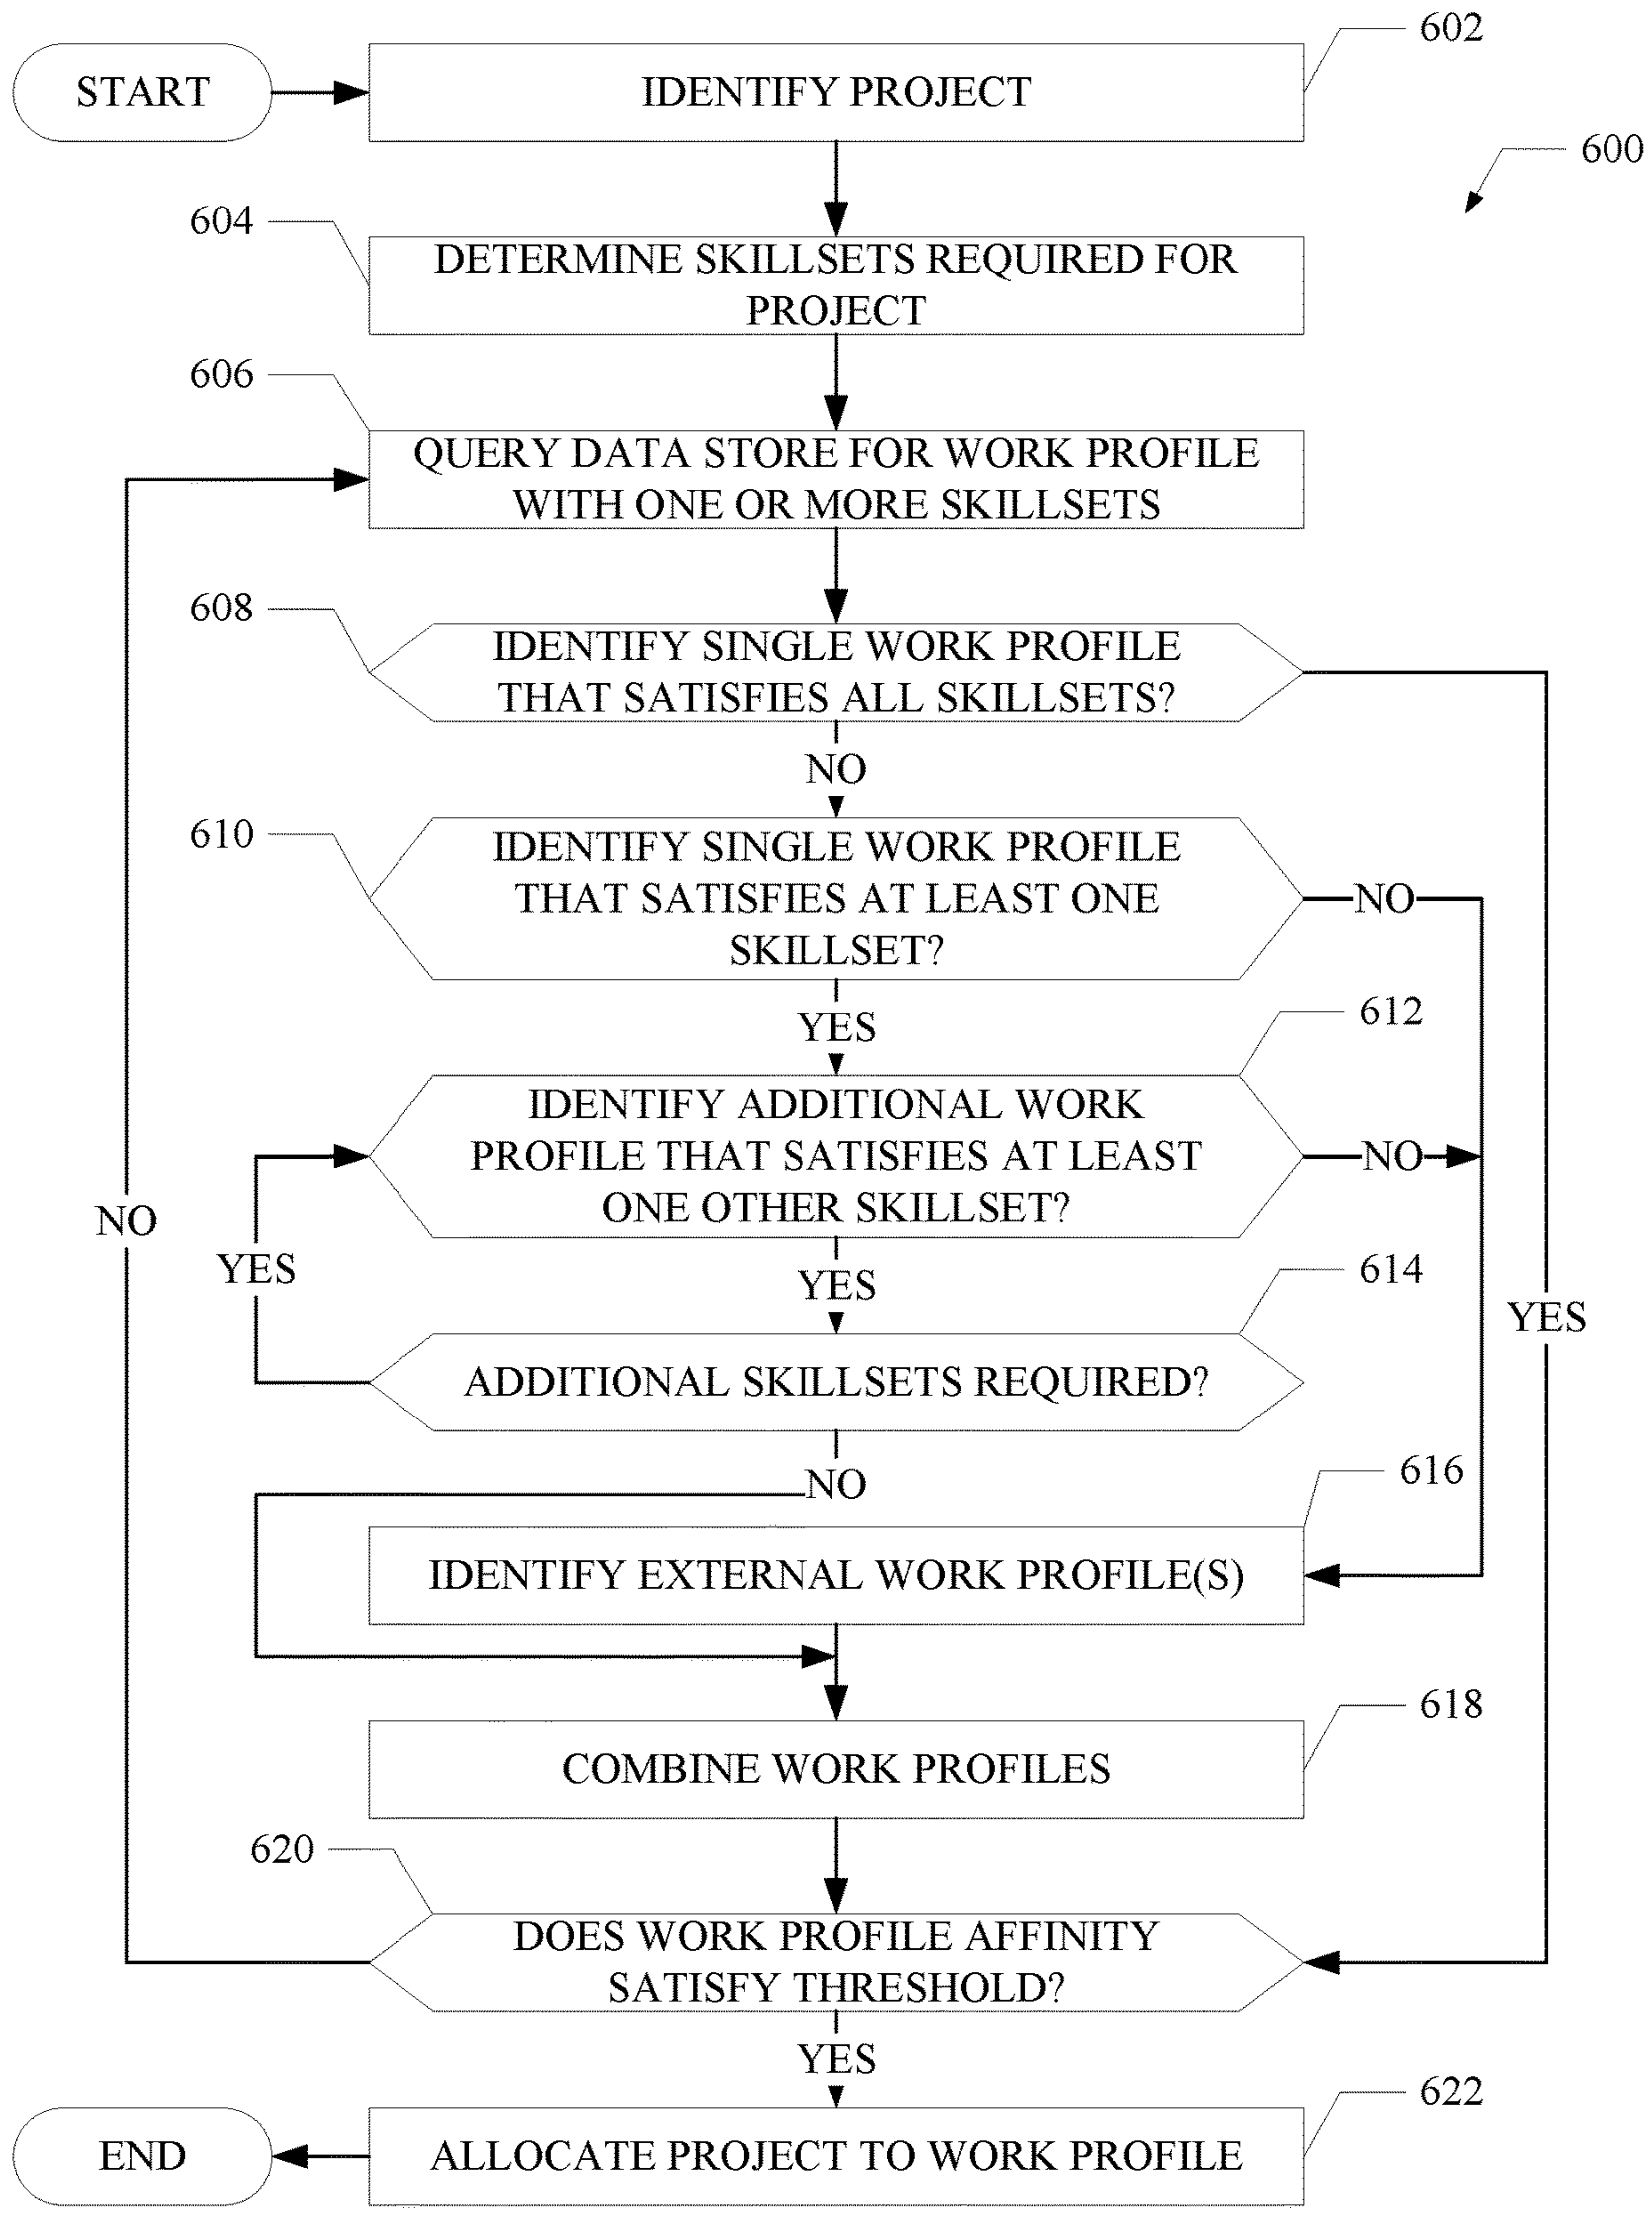 START
IDENTIFY PROJECT
602
600
604
DETERMINE SKILLSETS REQUIRED FOR
PROJECT
606
QUERY DATA STORE FOR WORK PROFILE
WITH ONE OR MORE SKILLSETS
608
IDENTIFY SINGLE WORK PROFILE
THAT SATISFIES ALL SKILLSETS?
NO
610
IDENTIFY SINGLE WORK PROFILE
THAT SATISFIES AT LEAST ONE
SKILLSET?
NO
YES
612
IDENTIFY ADDITIONAL WORK
PROFILE THAT SATISFIES AT LEAST
ONE OTHER SKILLSET?
NO
NO
YES
YES
614
YES
ADDITIONAL SKILLSETS REQUIRED?
NO
616
IDENTIFY EXTERNAL WORK PROFILE(S)
618
COMBINE WORK PROFILES
620
DOES WORK PROFILE AFFINITY
SATISFY THRESHOLD?
YES
622
END
ALLOCATE PROJECT TO WORK PROFILE